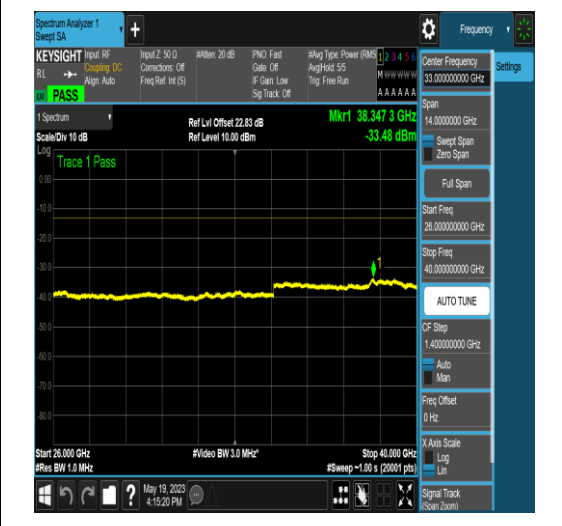 Spectrum Analyzer 1
Swept SA
Frequency
KEYSIGHT
RL
PASS
Input: RF
Coupling: DC
Align: Auto
Input Z: 50 Ω
Corrections: Off
Freq Ref: Int (S)
#Atten: 20 dB
PNO: Fast
Gate: Off
IF Gain: Low
Sig Track: Off
#Avg Type: Power (RMS
Avg|Hold: 5/5
Trig: Free Run
1 2 3 4 5 6
M W W W W W
A A A A A A
Center Frequency
33.000000000 GHz
Settings
Span
14.0000000 GHz
Swept Span
Zero Span
Full Span
Start Freq
26.000000000 GHz
Stop Freq
40.000000000 GHz
AUTO TUNE
CF Step
1.400000000 GHz
Auto
Man
Freq Offset
0 Hz
X Axis Scale
Log
Lin
Signal Track
(Span Zoom)
1 Spectrum
Scale/Div 10 dB
Ref Lvl Offset 22.83 dB
Ref Level 10.00 dBm
Mkr1 38.347 3 GHz
-33.48 dBm
Log
Trace 1 Pass
0.00
-10.0
-20.0
-30.0
-40.0
-50.0
-60.0
-70.0
-80.0
1
Start 26.000 GHz
#Res BW 1.0 MHz
#Video BW 3.0 MHz*
Stop 40.000 GHz
#Sweep ~1.00 s (20001 pts)
May 19, 2023
4:15:20 PM